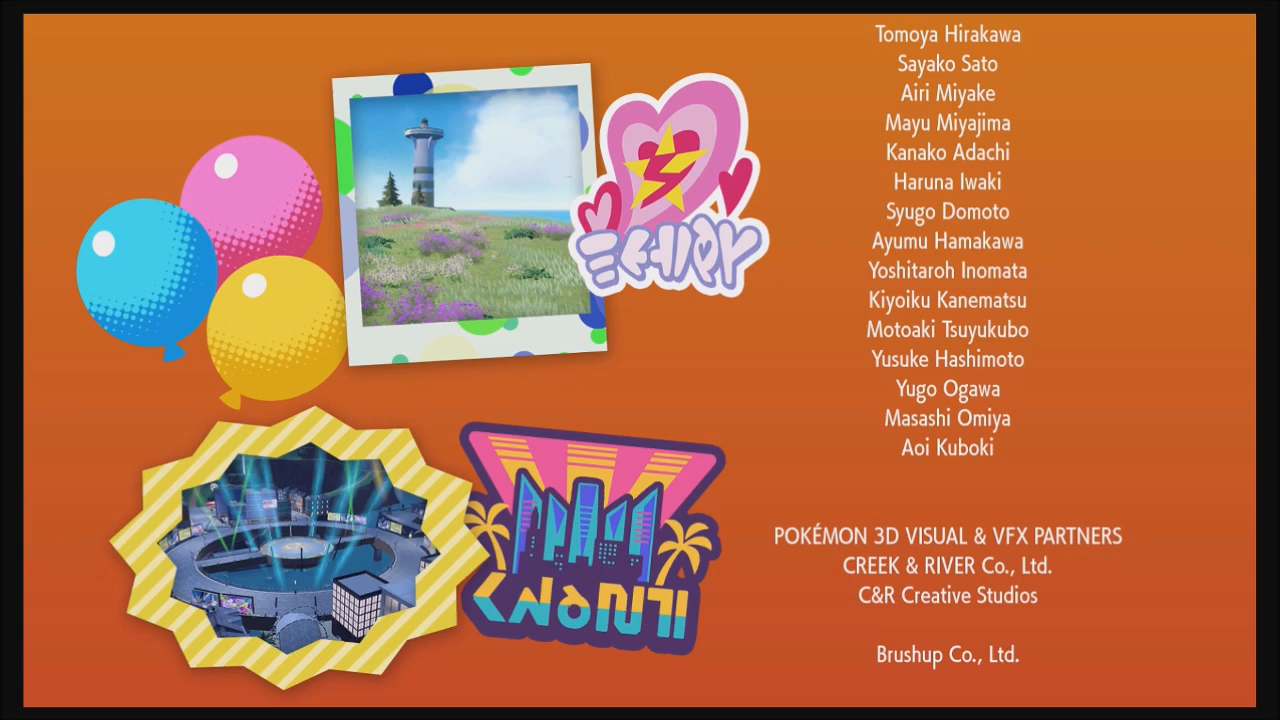 Tomoya Hirakawa
Sayako Sato
Airi Miyake
Mayu Miyajima
Kanako Adachi
Haruna Iwaki
Syugo Domoto
Ayumu Hamakawa
Yoshitaroh Inomata
Kiyoiku Kanematsu
Motoaki Tsuyukubo
Yusuke Hashimoto
Yugo Ogawa
Masashi Omiya
Aoi Kuboki
POKÉMON 3D VISUAL & VFX PARTNERS
CREEK & RIVER Co., Ltd.
C&R Creative Studios
Brushup Co., Ltd.